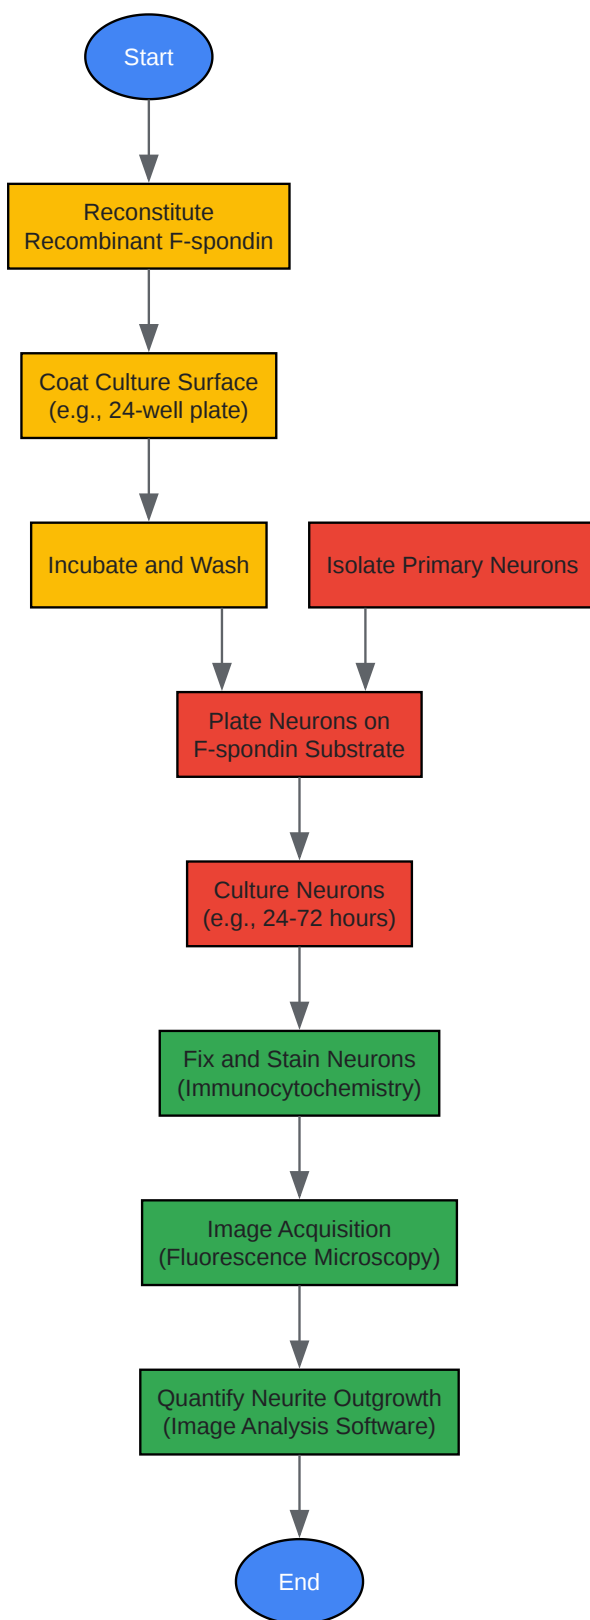 Start
Reconstitute
Recombinant F-spondin
Coat Culture Surface
(e.g., 24-well plate)
Incubate and Wash
Isolate Primary Neurons
Plate Neurons on
F-spondin Substrate
Culture Neurons
(e.g., 24-72 hours)
Fix and Stain Neurons
(Immunocytochemistry)
Image Acquisition
(Fluorescence Microscopy)
Quantify Neurite Outgrowth
(Image Analysis Software)
End